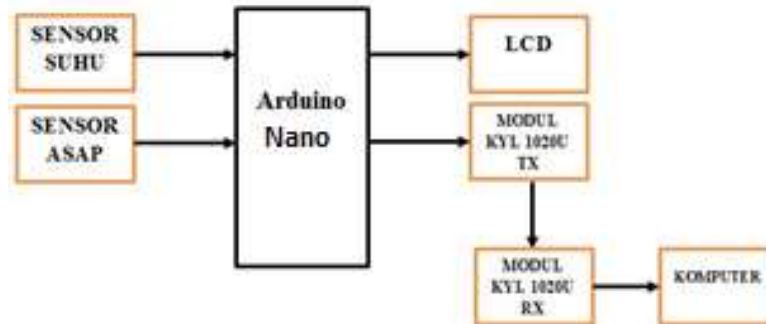 SENSOR
SUHU
SENSOR
ASAP
Arduino
Nano
LCD
MODUL
KYL 1020U
TX
MODUL
KYL 1020U
RX
KOMPUTER